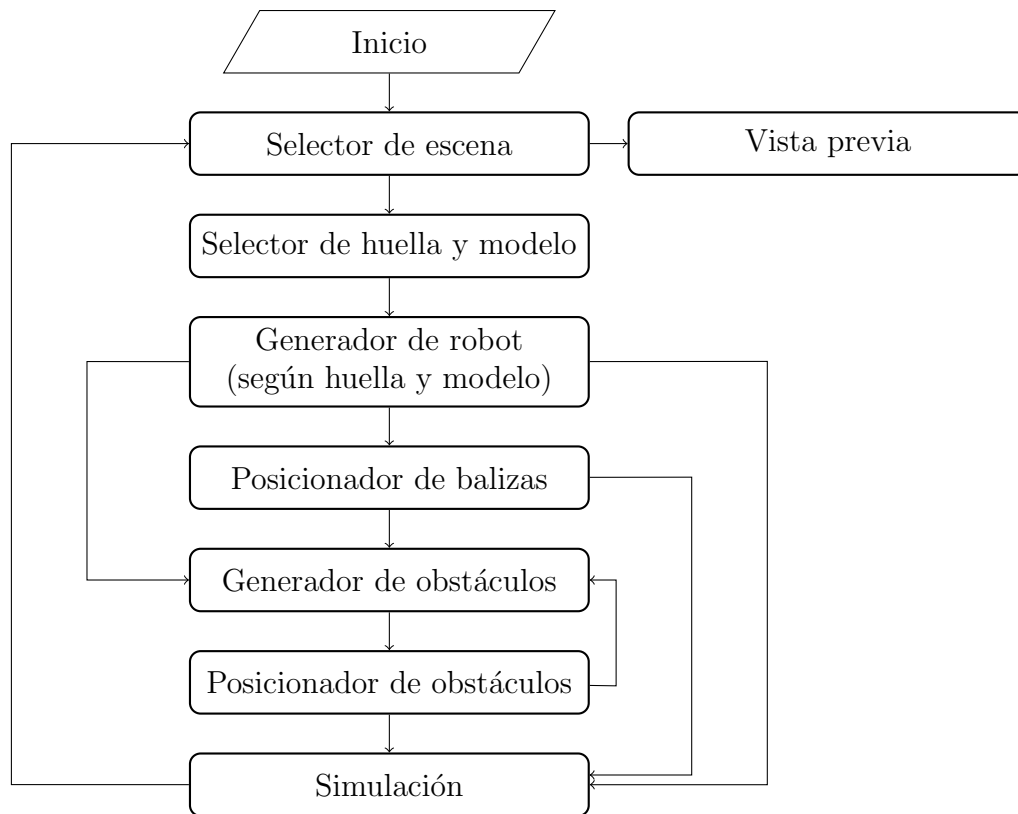 Inicio
Selector de escena
Vista previa
Selector de huella y modelo
Generador de robot
(según huella y modelo)
Posicionador de balizas
Generador de obstáculos
Posicionador de obstáculos
Simulación